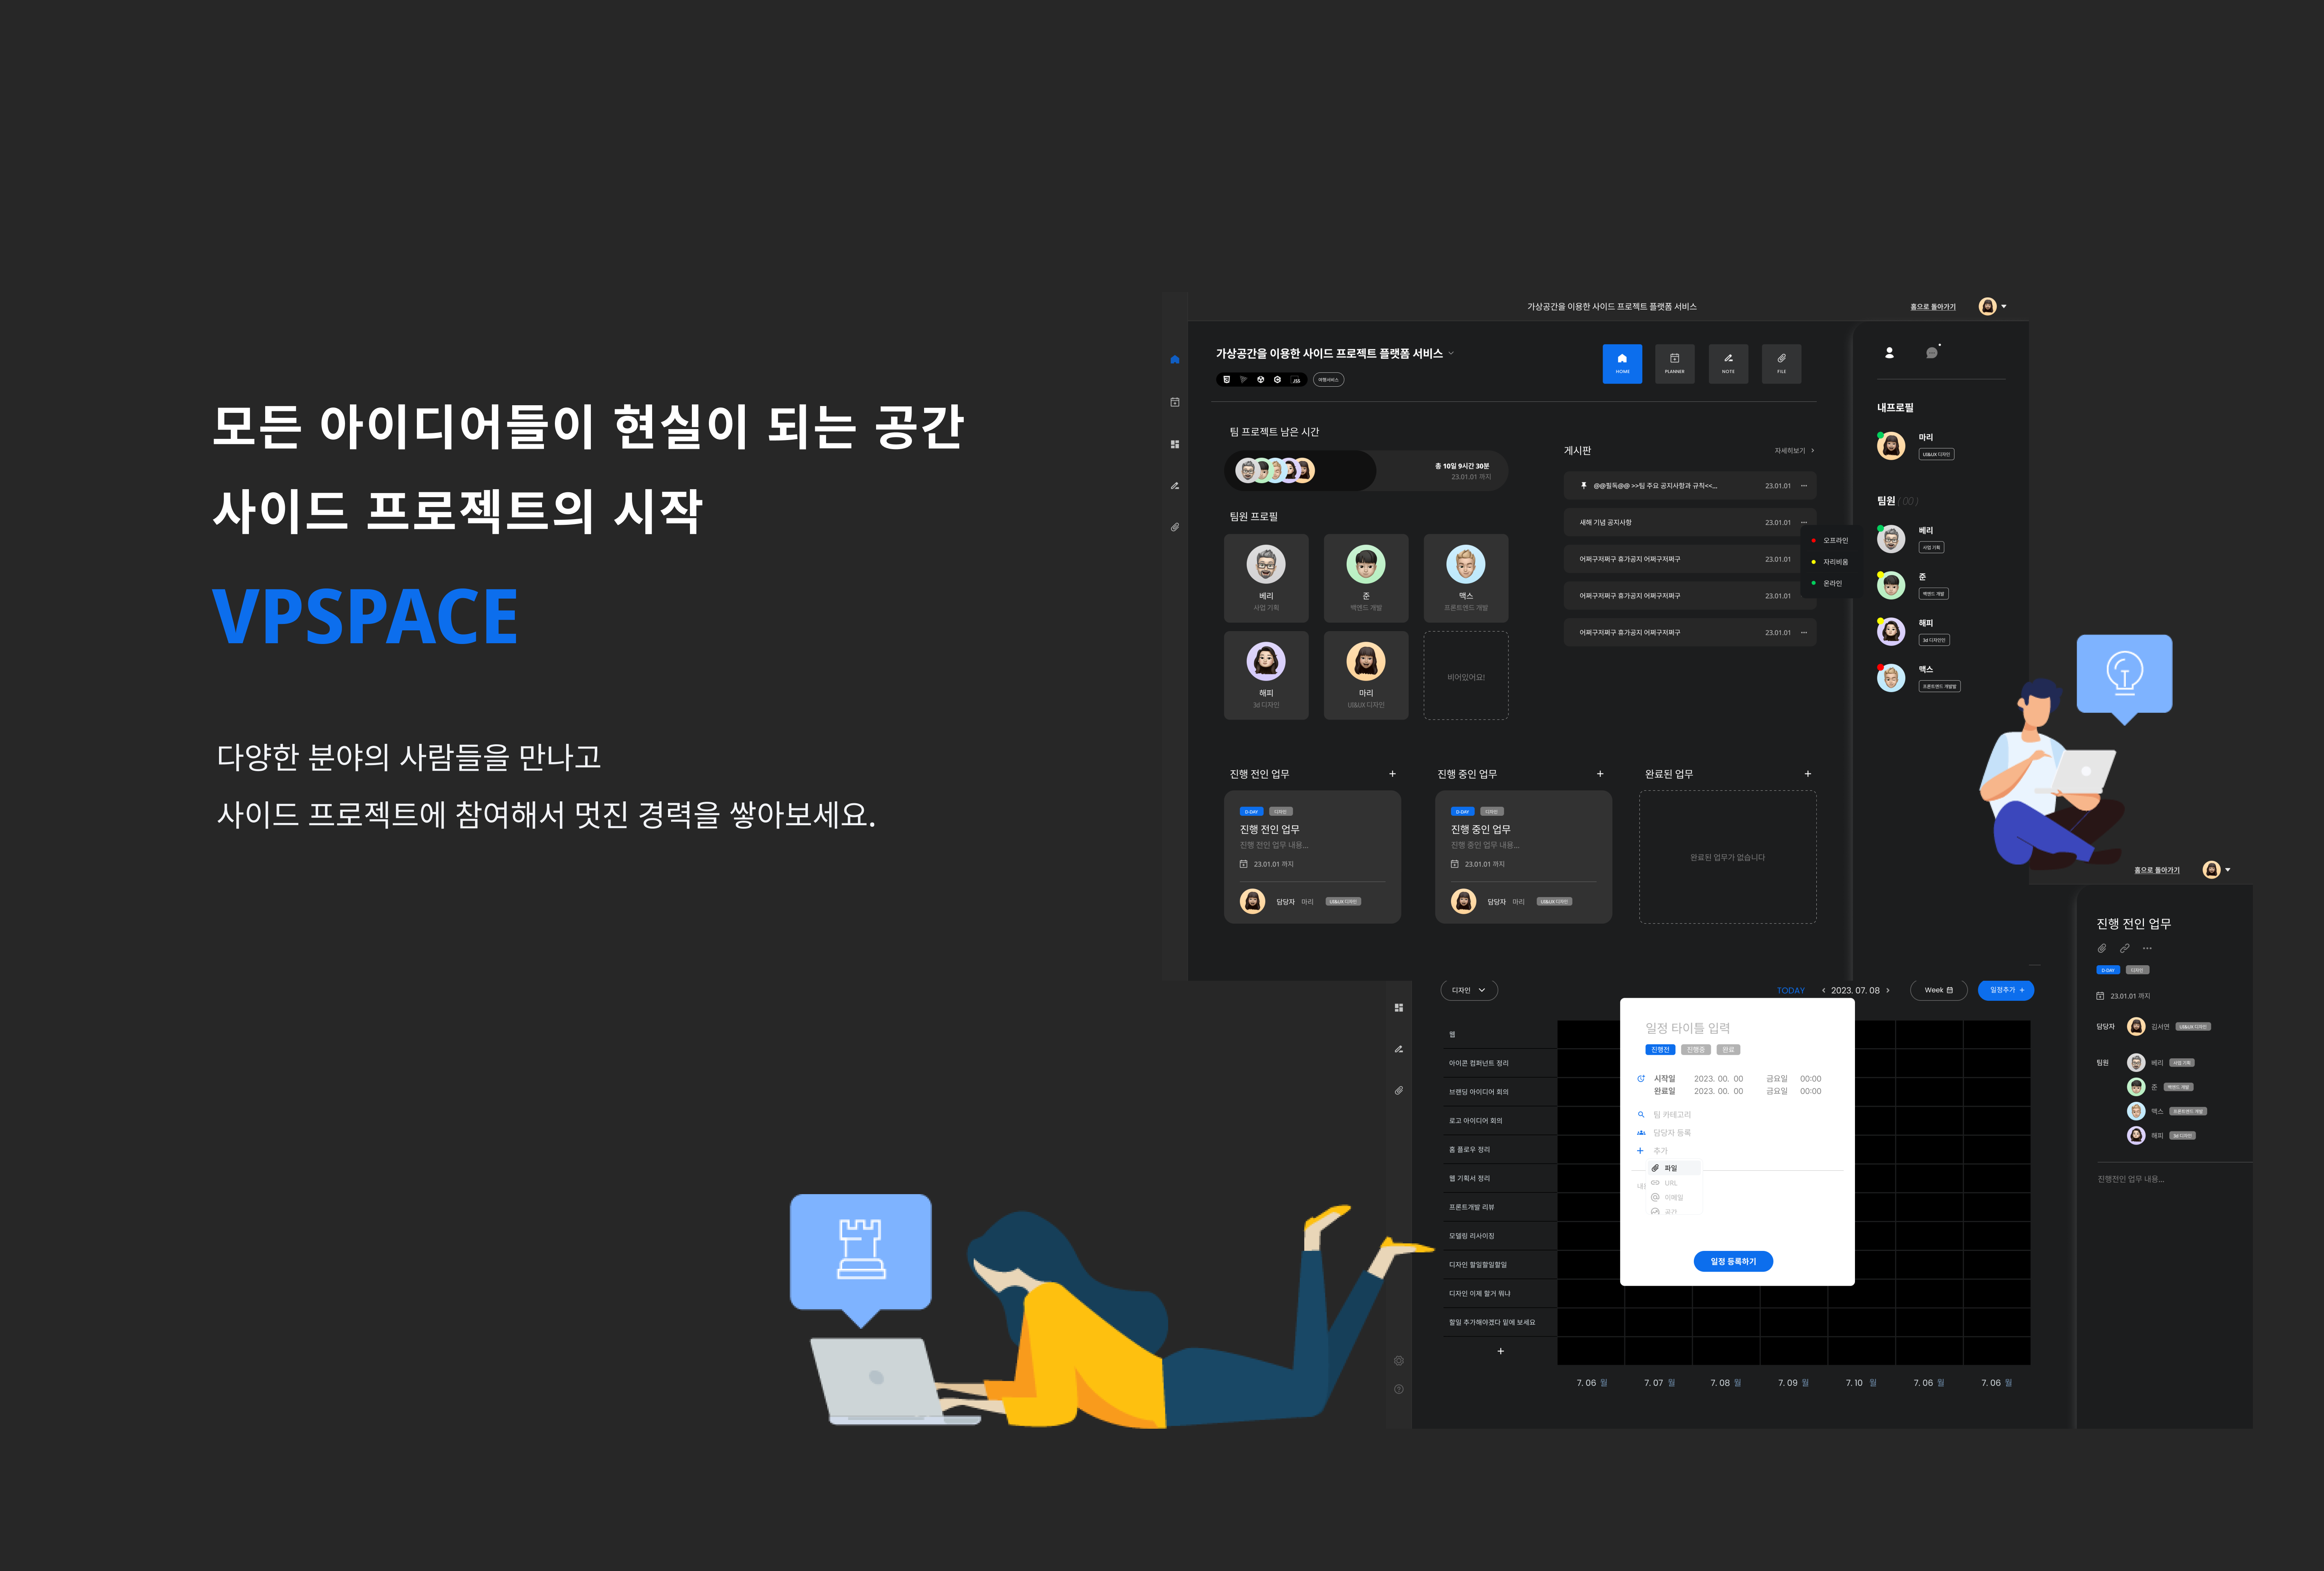 모든 아이디어들이 현실이 되는 공간
사이드 프로젝트의 시작
VPSPACE
다양한 분야의 사람들을 만나고
사이드 프로젝트에 참여해서 멋진 경력을 쌓아보세요.
가상공간을 이용한 사이드 프로젝트 플랫폼 서비스
홈으로 돌아가기
가상공간을 이용한 사이드 프로젝트 플랫폼 서비스
여행서비스
HOME
PLANNER
NOTE
FILE
팀 프로젝트 남은 시간
총 10일 9시간 30분
23.01.01 까지
팀원 프로필
베리
사업 기획
준
백엔드 개발
맥스
프론트엔드 개발
해피
3d 디자인
마리
UI&UX 디자인
비어있어요!
게시판
자세히보기
@@필독@@ >>팀 주요 공지사항과 규칙<<... 23.01.01
새해 기념 공지사항 23.01.01
어쩌구저쩌구 휴가공지 어쩌구저쩌구 23.01.01
어쩌구저쩌구 휴가공지 어쩌구저쩌구 23.01.01
어쩌구저쩌구 휴가공지 어쩌구저쩌구 23.01.01
오프라인
자리비움
온라인
내프로필
마리
UI&UX 디자인
팀원 ( 00 )
베리
사업 기획
준
백엔드 개발
해피
3d 디자인인
맥스
프론트엔드 개발발
진행 전인 업무
D-DAY 디자인
진행 전인 업무
진행 전인 업무 내용...
23.01.01 까지
담당자 마리 UI&UX 디자인
진행 중인 업무
D-DAY 디자인
진행 중인 업무
진행 중인 업무 내용...
23.01.01 까지
담당자 마리 UI&UX 디자인
완료된 업무
완료된 업무가 없습니다
디자인
TODAY
2023. 07. 08
Week
일정추가
웹
아이콘 컴퍼넌트 정리
브랜딩 아이디어 회의
로고 아이디어 회의
홈 플로우 정리
웹 기획서 정리
프론트개발 리뷰
모델링 리사이징
디자인 할일할일할일
디자인 이제 할거 뭐냐
할일 추가해야겠다 밑에 보세요
7. 06 월
7. 07 월
7. 08 월
7. 09 월
7. 10 월
7. 06 월
7. 06 월
일정 타이틀 입력
진행전 진행중 완료
시작일 2023. 00. 00 금요일 00:00
완료일 2023. 00. 00 금요일 00:00
팀 카테고리
담당자 등록
추가
파일
URL
이메일
공간
일정 등록하기
홈으로 돌아가기
진행 전인 업무
D-DAY 디자인
23.01.01 까지
담당자 김서연 UI&UX 디자인
팀원 베리 사업 기획
준 백엔드 개발
맥스 프론트엔드 개발
해피 3d 디자인
진행전인 업무 내용...